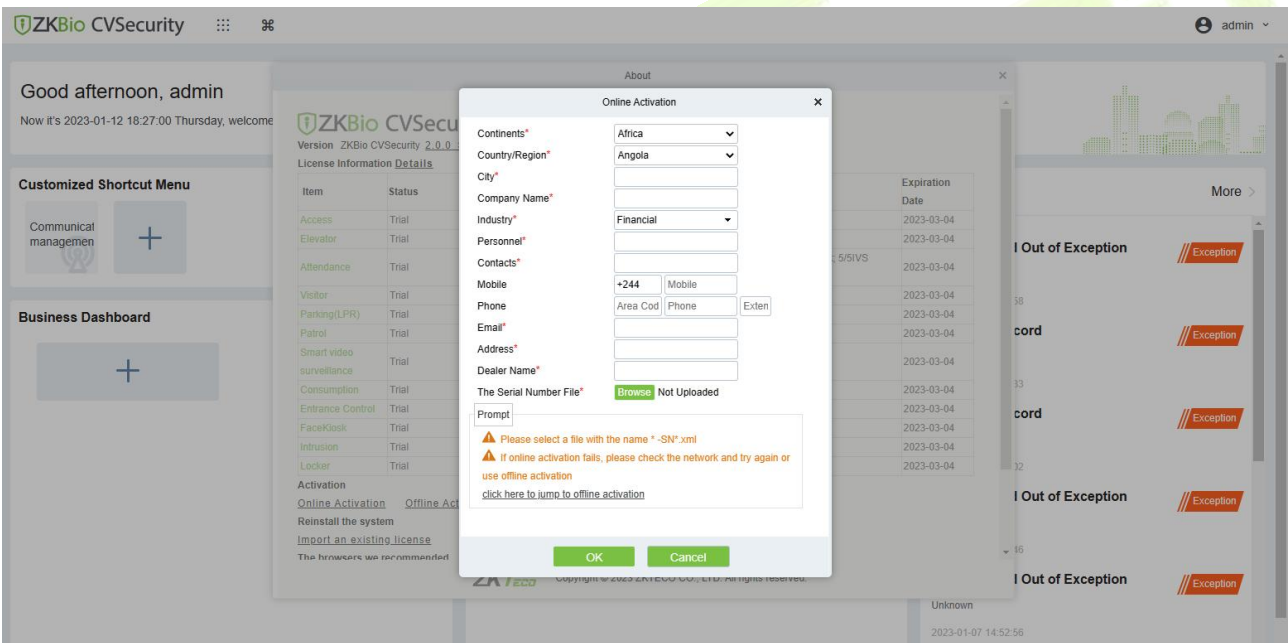 ZKBio CVSecurity
admin
Good afternoon, admin
Now it's 2023-01-12 18:27:00 Thursday, welcome
Customized Shortcut Menu
Communicat
managemen
Business Dashboard
About
ZKBio CVSecu
Version ZKBio CVSecurity 2.0.0
License Information Details
Item Status Expiration Date
Access Trial 2023-03-04
Elevator Trial 2023-03-04
Attendance Trial ; 5/5IVS 2023-03-04
Visitor Trial 2023-03-04
Parking(LPR) Trial 2023-03-04
Patrol Trial 2023-03-04
Smart video surveillance Trial 2023-03-04
Consumption Trial 2023-03-04
Entrance Control Trial 2023-03-04
FaceKiosk Trial 2023-03-04
Intrusion Trial 2023-03-04
Locker Trial 2023-03-04
Activation
Online Activation Offline Act
Reinstall the system
Import an existing license
The browsers we recommended
ZKTeco Copyright © 2023 ZKTECO CO., LTD. All rights reserved.
Online Activation
Continents* Africa
Country/Region* Angola
City*
Company Name*
Industry* Financial
Personnel*
Contacts*
Mobile +244 Mobile
Phone Area Cod Phone Exten
Email*
Address*
Dealer Name*
The Serial Number File* Browse Not Uploaded
Prompt
Please select a file with the name * -SN*.xml
If online activation fails, please check the network and try again or
use offline activation
click here to jump to offline activation
OK Cancel
More
Out of Exception Exception
58
cord Exception
33
cord Exception
02
Out of Exception Exception
46
Out of Exception Exception
Unknown
2023-01-07 14:52:56